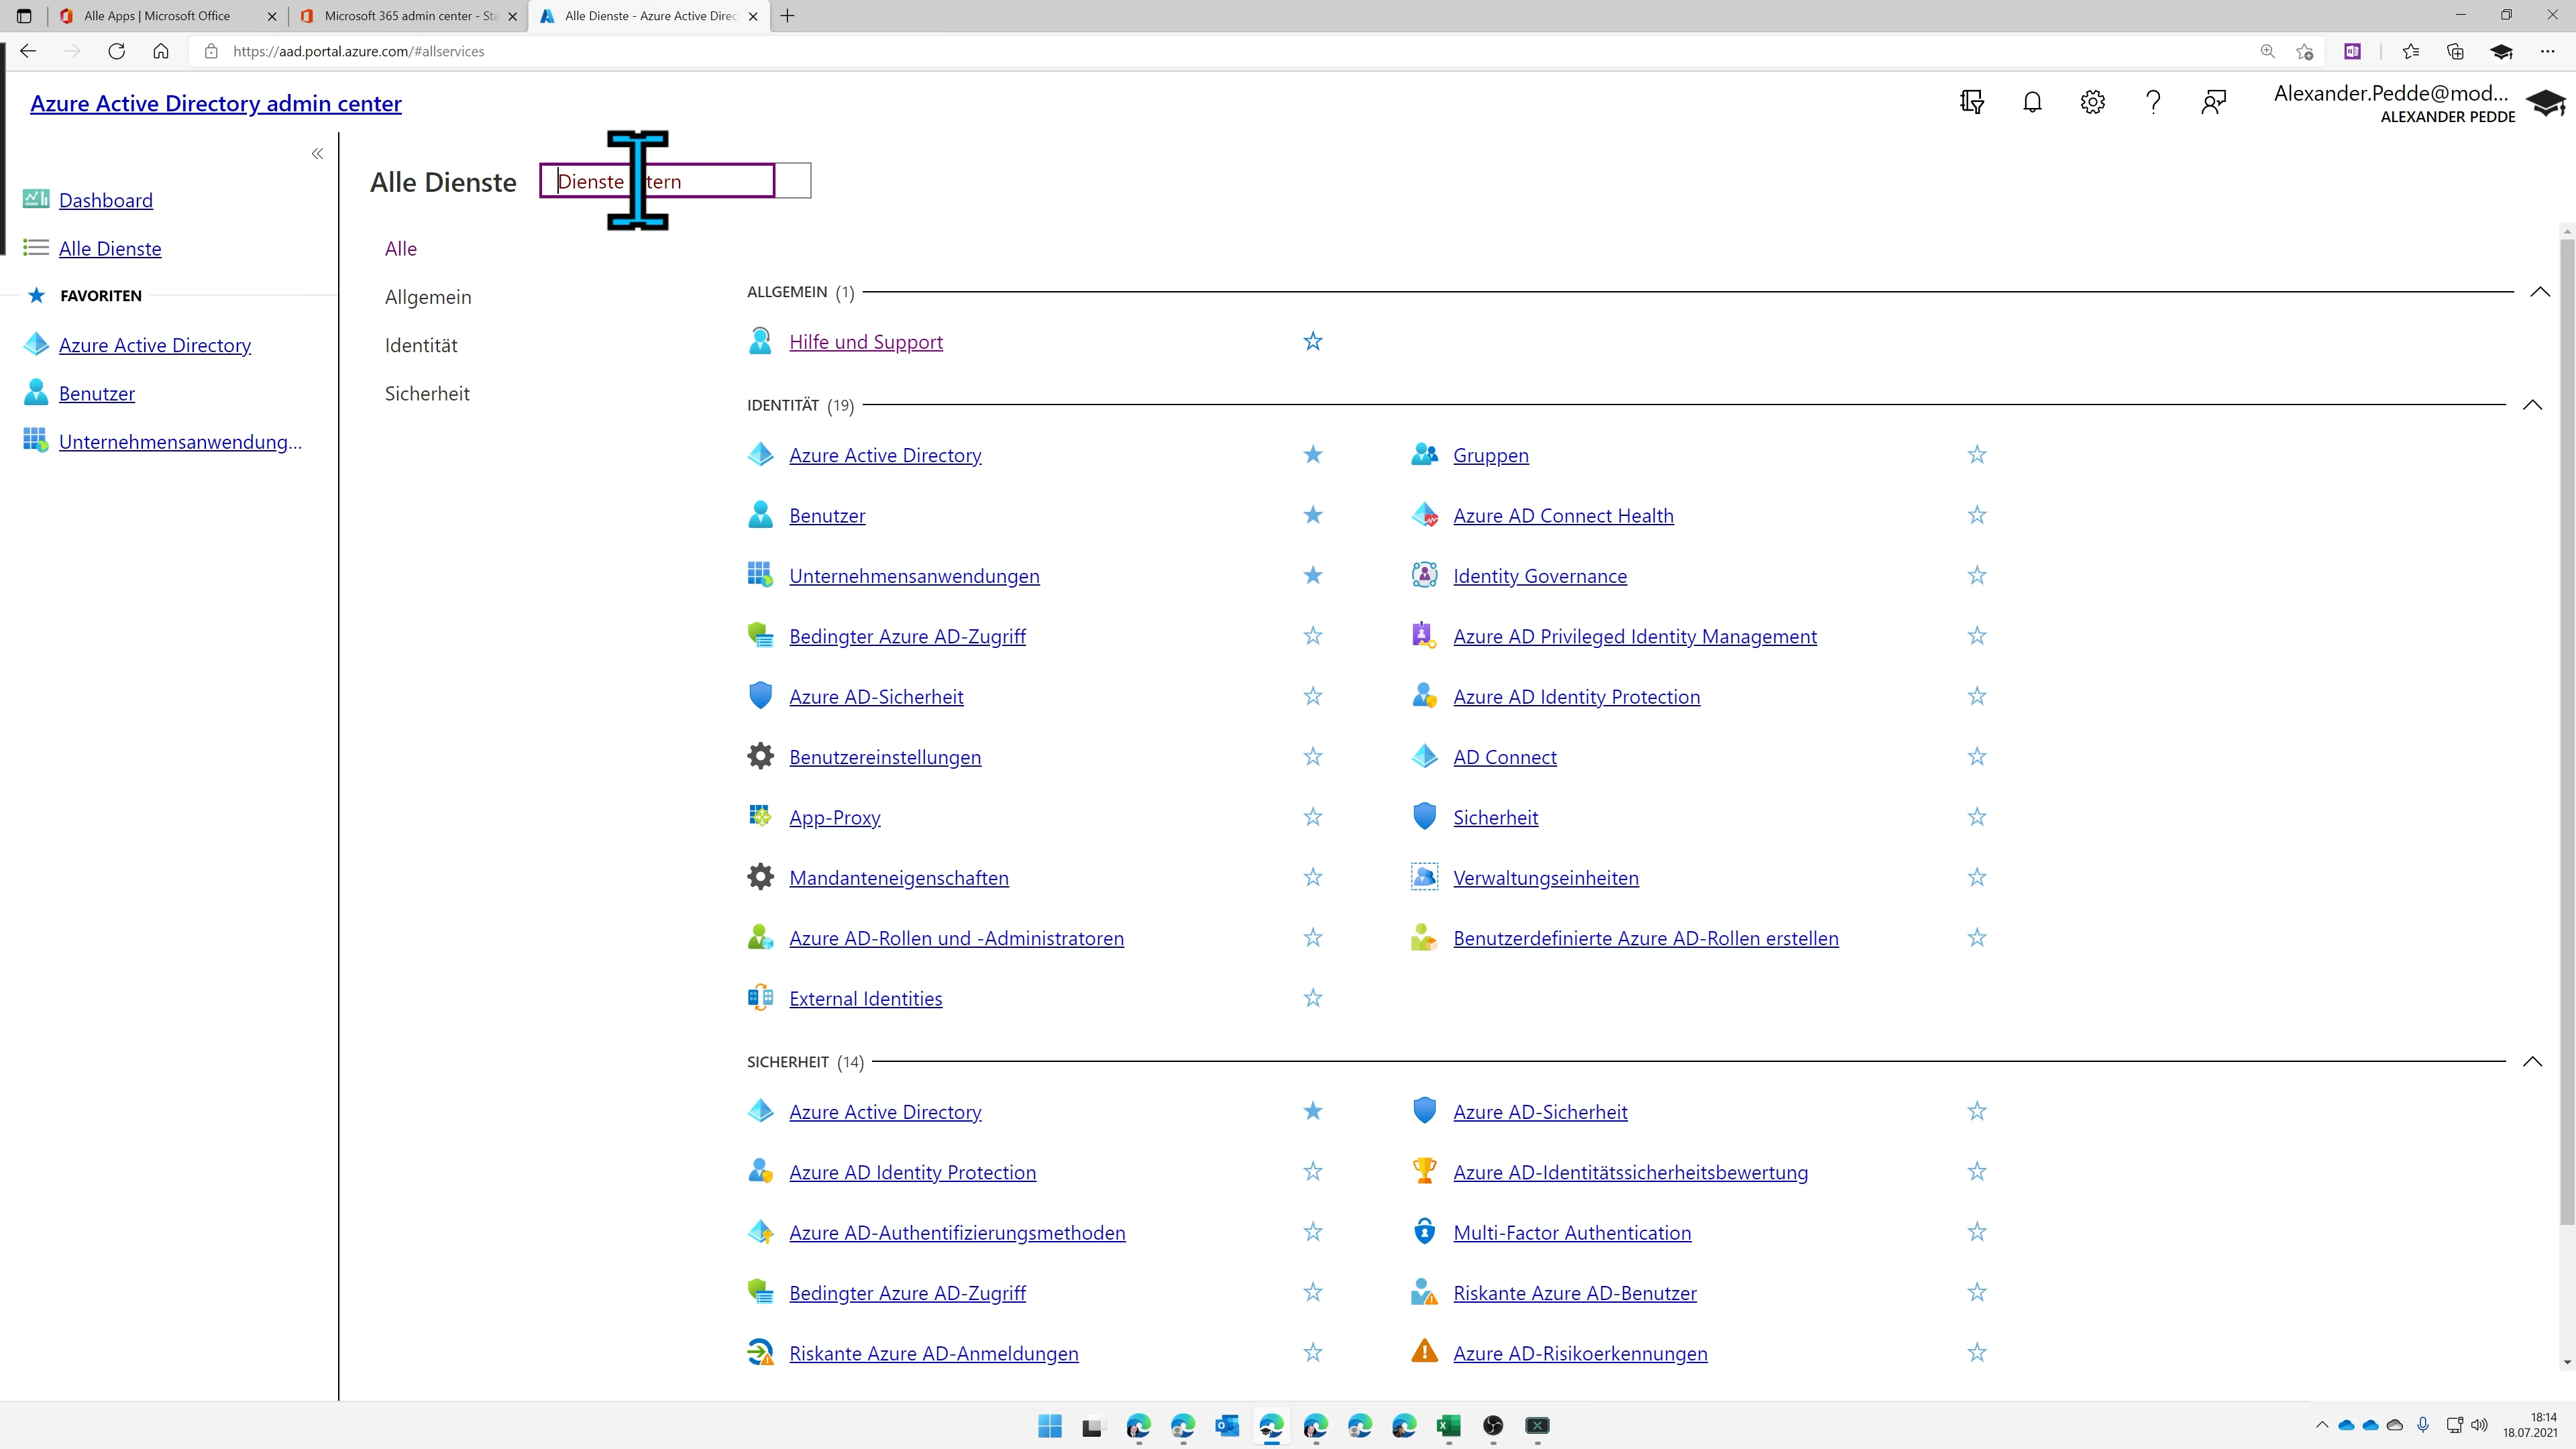 Alle Apps | Microsoft Office
Microsoft 365 admin center - Sta
Alle Dienste - Azure Active Direc
https://aad.portal.azure.com/#allservices
Azure Active Directory admin center
Alexander.Pedde@mod...
ALEXANDER PEDDE
Alle Dienste
Dienste
tern
Dashboard
Alle Dienste
FAVORITEN
Azure Active Directory
Benutzer
Unternehmensanwendung...
Alle
Allgemein
Identität
Sicherheit
ALLGEMEIN (1)
Hilfe und Support
IDENTITÄT (19)
Azure Active Directory
Gruppen
Benutzer
Azure AD Connect Health
Unternehmensanwendungen
Identity Governance
Bedingter Azure AD-Zugriff
Azure AD Privileged Identity Management
Azure AD-Sicherheit
Azure AD Identity Protection
Benutzereinstellungen
AD Connect
App-Proxy
Sicherheit
Mandanteneigenschaften
Verwaltungseinheiten
Azure AD-Rollen und -Administratoren
Benutzerdefinierte Azure AD-Rollen erstellen
External Identities
SICHERHEIT (14)
Azure Active Directory
Azure AD-Sicherheit
Azure AD Identity Protection
Azure AD-Identitätssicherheitsbewertung
Azure AD-Authentifizierungsmethoden
Multi-Factor Authentication
Bedingter Azure AD-Zugriff
Riskante Azure AD-Benutzer
Riskante Azure AD-Anmeldungen
Azure AD-Risikoerkennungen
18:14
18.07.2021